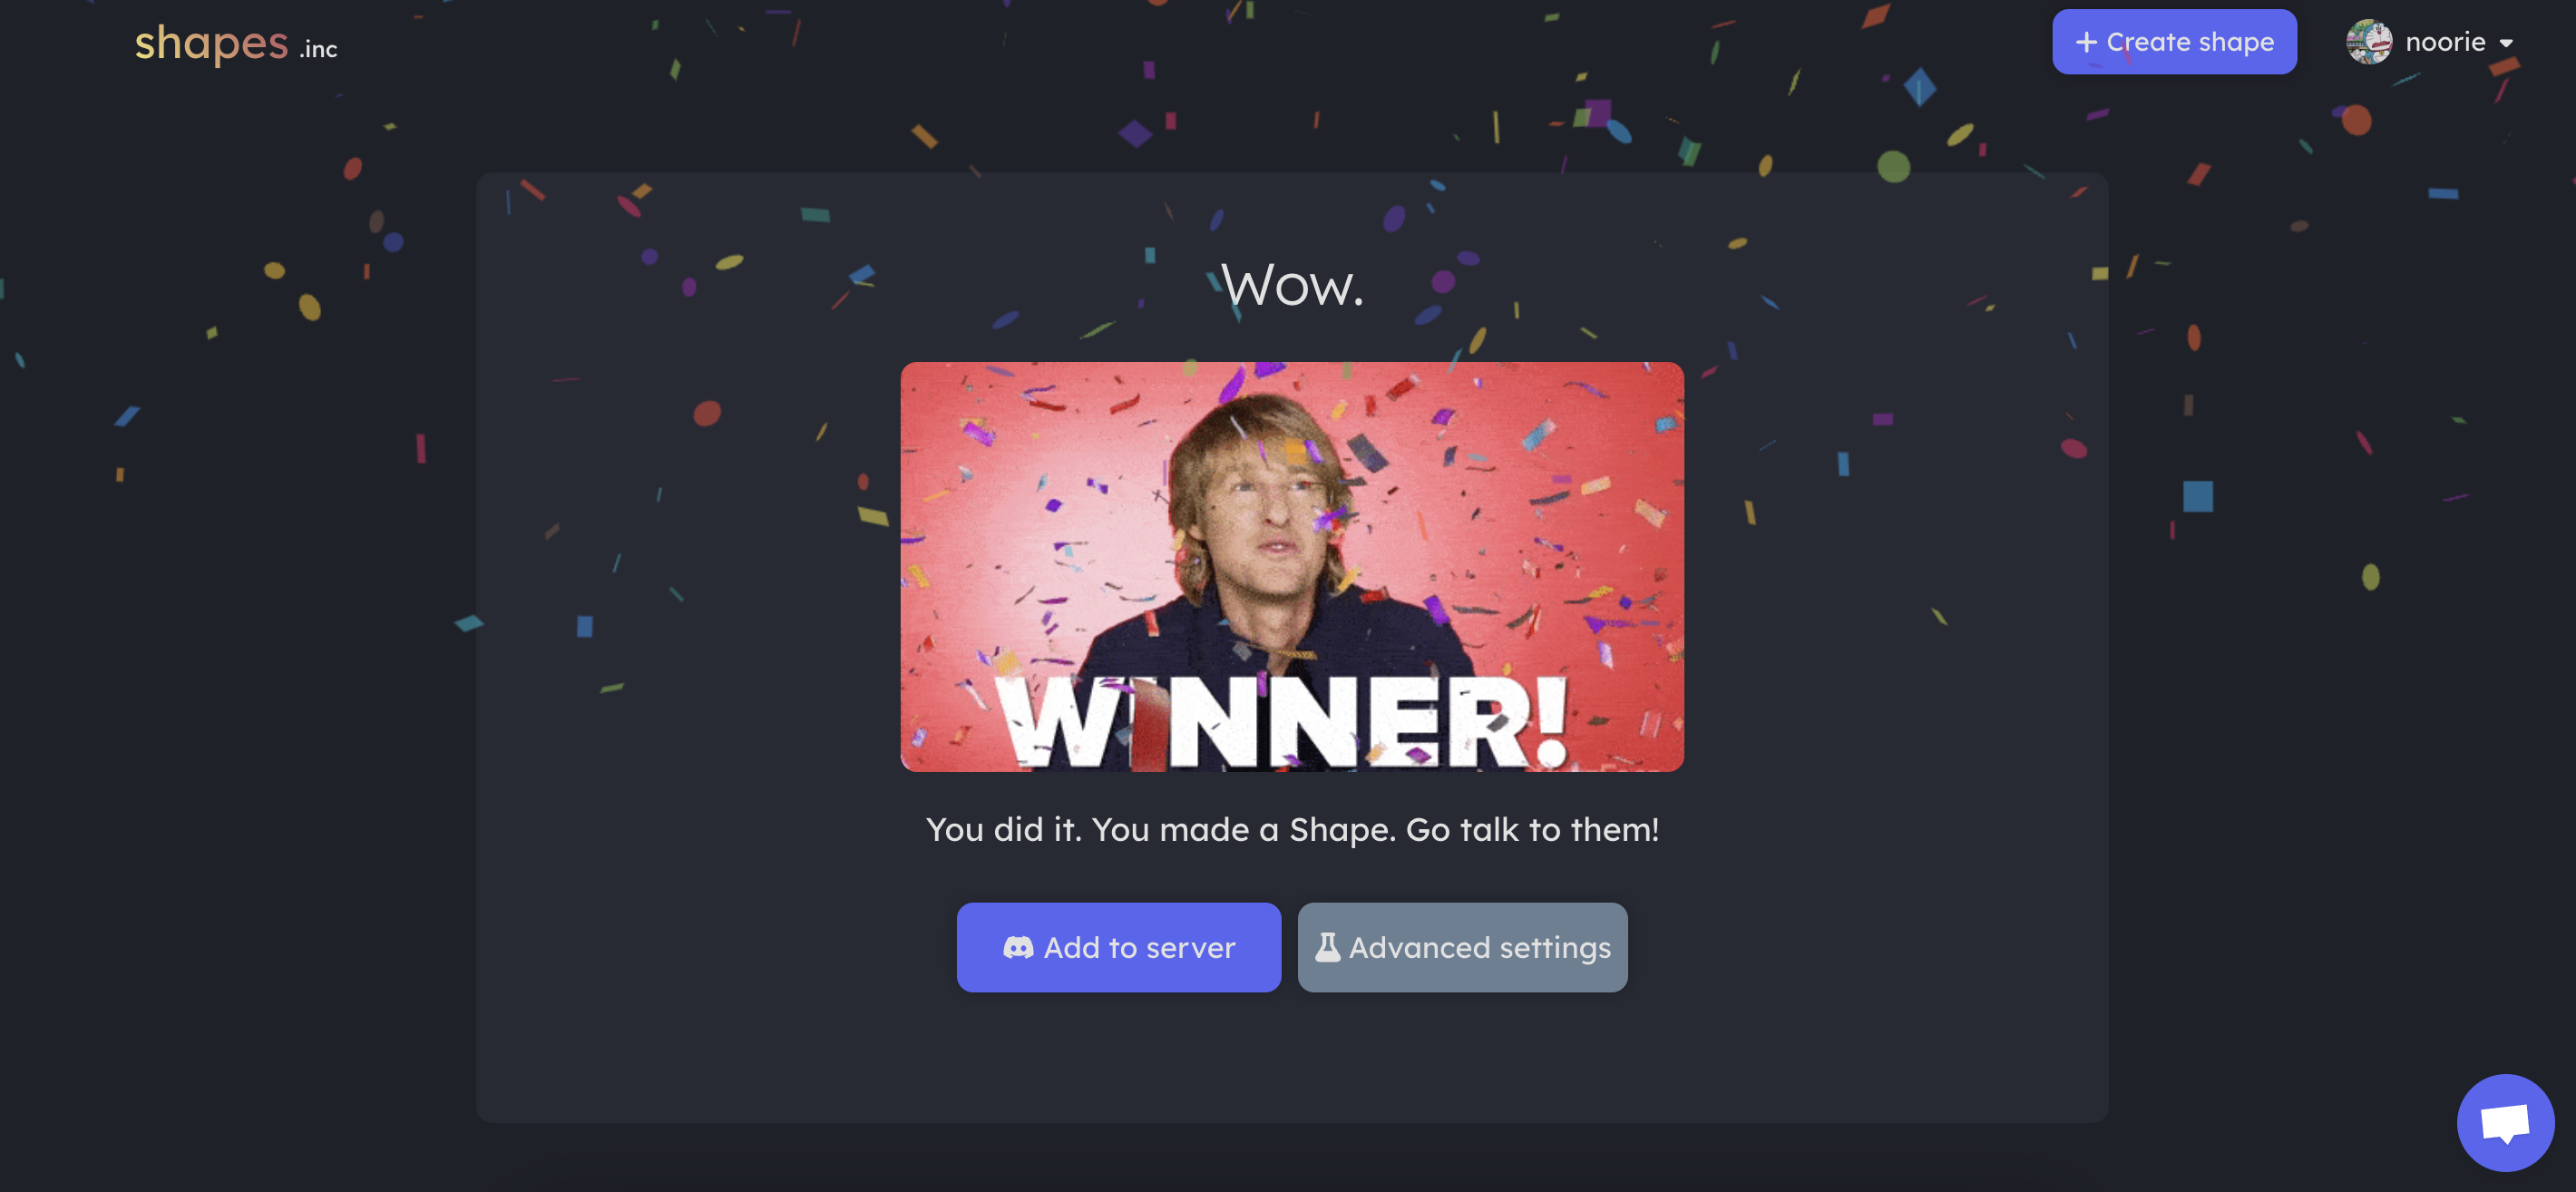 shapes .inc
Create shape
noorie
Wow.
WINNER!
You did it. You made a Shape. Go talk to them!
Add to server
Advanced settings